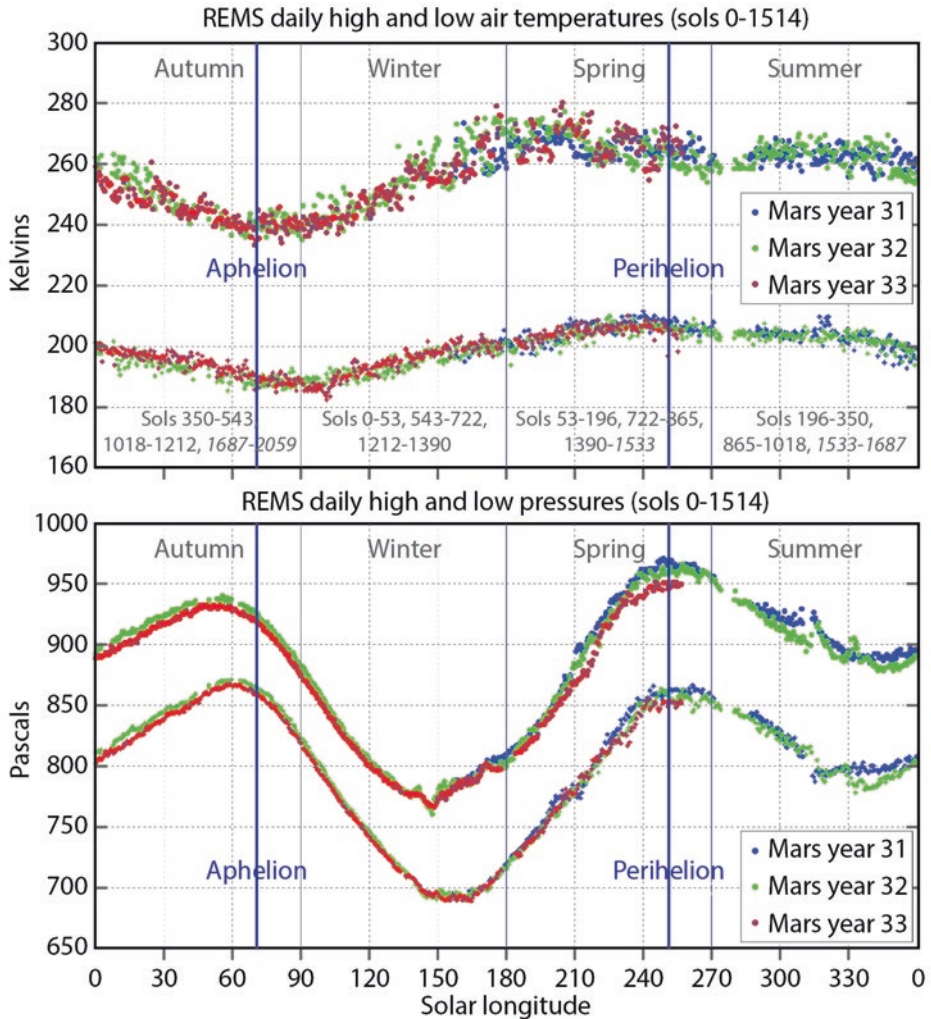 REMS daily high and low air temperatures (sols 0-1514)
300
280
260
240
220
200
180
160
Kelvins
Autumn
Winter
Spring
Summer
Aphelion
Perihelion
Mars year 31
Mars year 32
Mars year 33
Sols 350-543,
1018-1212, 1687-2059
Sols 0-53, 543-722,
1212-1390
Sols 53-196, 722-865,
1390-1533
Sols 196-350,
865-1018, 1533-1687
REMS daily high and low pressures (sols 0-1514)
1000
950
900
850
800
750
700
650
Pascals
Autumn
Winter
Spring
Summer
Aphelion
Perihelion
Mars year 31
Mars year 32
Mars year 33
0 30 60 90 120 150 180 210 240 270 300 330 0
Solar longitude